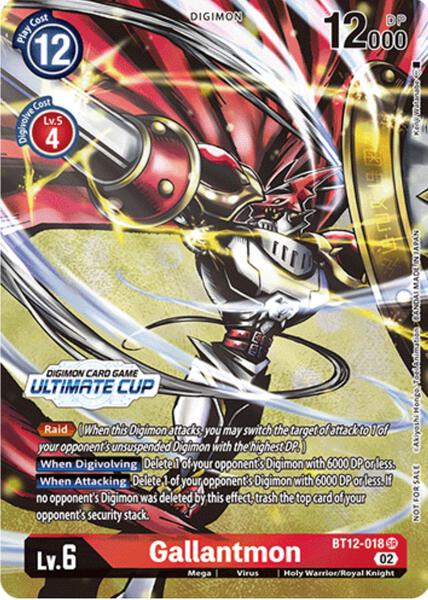 Play Cost
12
DIGIMON
DP
12000
Digivolve Cost
Lv.5
4
DIGIMON CARD GAME
ULTIMATE CUP
Raid (When this Digimon attacks, you may switch the target of attack to 1 of
your opponent's unsuspended Digimon with the highest DP.)
When Digivolving Delete 1 of your opponent's Digimon with 6000 DP or less.
When Attacking Delete 1 of your opponent's Digimon with 6000 DP or less. If
no opponent's Digimon was deleted by this effect, trash the top card of
your opponent's security stack.
Lv.6
Gallantmon
BT12-018 SR
02
Mega | Virus | Holy Warrior/Royal Knight
NOT FOR SALE ©Akiyoshi Hongo, Toei Animation ©BANDAI MADE IN JAPAN
Kenji Watanabe